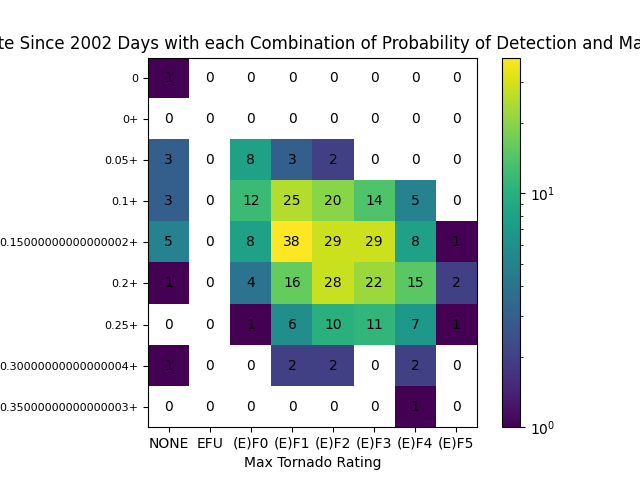 te Since 2002 Days with each Combination of Probability of Detection and Ma
0 1 0 0 0 0 0 0 0
0+ 0 0 0 0 0 0 0 0
0.05+ 3 0 8 3 2 0 0 0
0.1+ 3 0 12 25 20 14 5 0
0.15000000000000002+ 5 0 8 38 29 29 8 1
0.2+ 1 0 4 16 28 22 15 2
0.25+ 0 0 1 6 10 11 7 1
0.30000000000000004+ 1 0 0 2 2 0 2 0
0.35000000000000003+ 0 0 0 0 0 0 1 0
NONE EFU (E)F0 (E)F1 (E)F2 (E)F3 (E)F4 (E)F5
Max Tornado Rating
10¹
10⁰